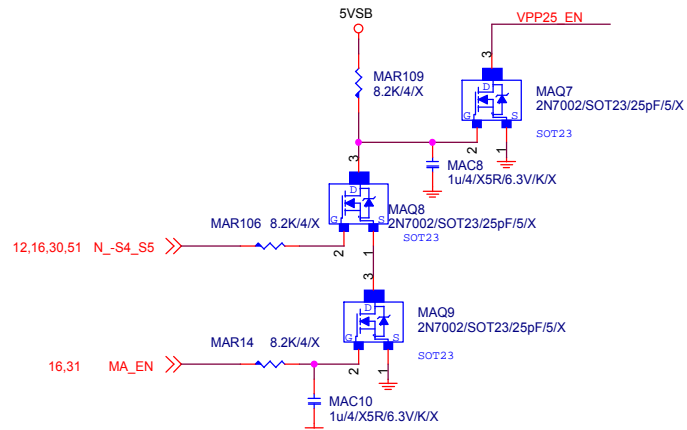 5VSB
VPP25_EN
3
MAR109
8.2K/4/X
MAQ7
2N7002/SOT23/25pF/5/X
D
G
S
SOT23
2
1
3
MAC8
1u/4/X5R/6.3V/K/X
D
MAQ8
2N7002/SOT23/25pF/5/X
G
S
SOT23
MAR106 8.2K/4/X
12,16,30,51 N_-S4_S5
2
1
3
D
MAQ9
2N7002/SOT23/25pF/5/X
G
S
SOT23
MAR14 8.2K/4/X
16,31 MA_EN
2
1
MAC10
1u/4/X5R/6.3V/K/X